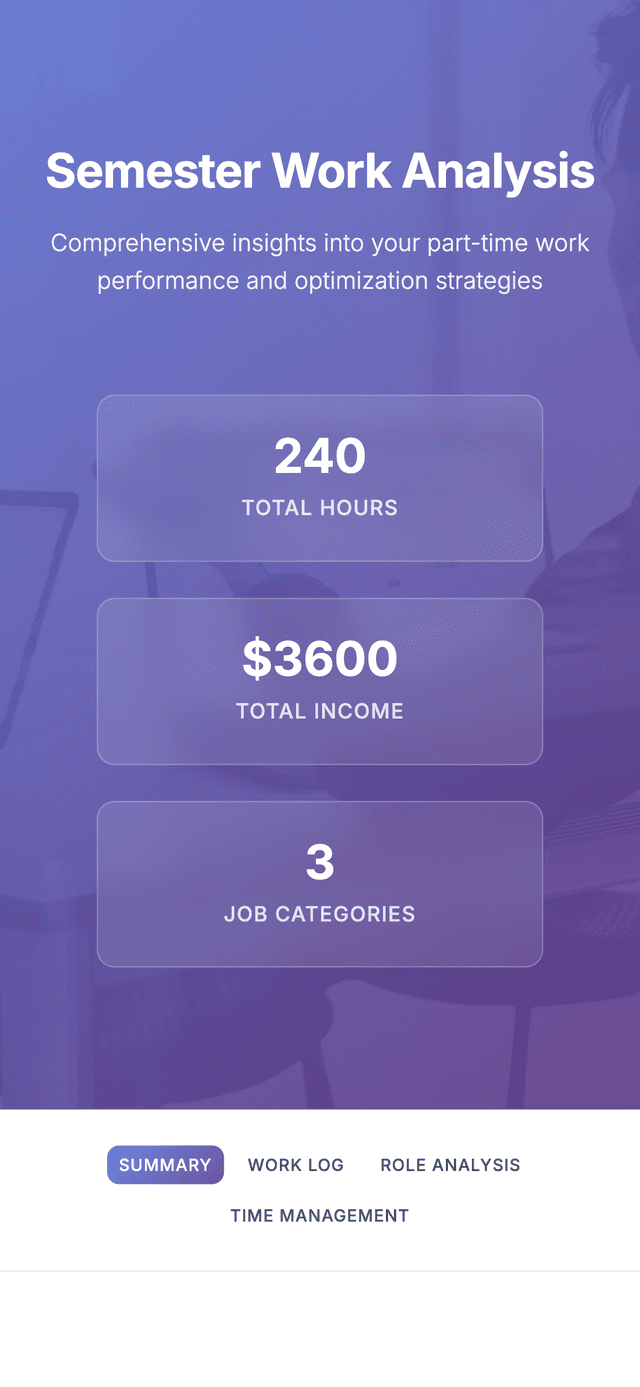 Semester Work Analysis
Comprehensive insights into your part-time work
performance and optimization strategies
240
TOTAL HOURS
$3600
TOTAL INCOME
3
JOB CATEGORIES
SUMMARY WORK LOG ROLE ANALYSIS
TIME MANAGEMENT